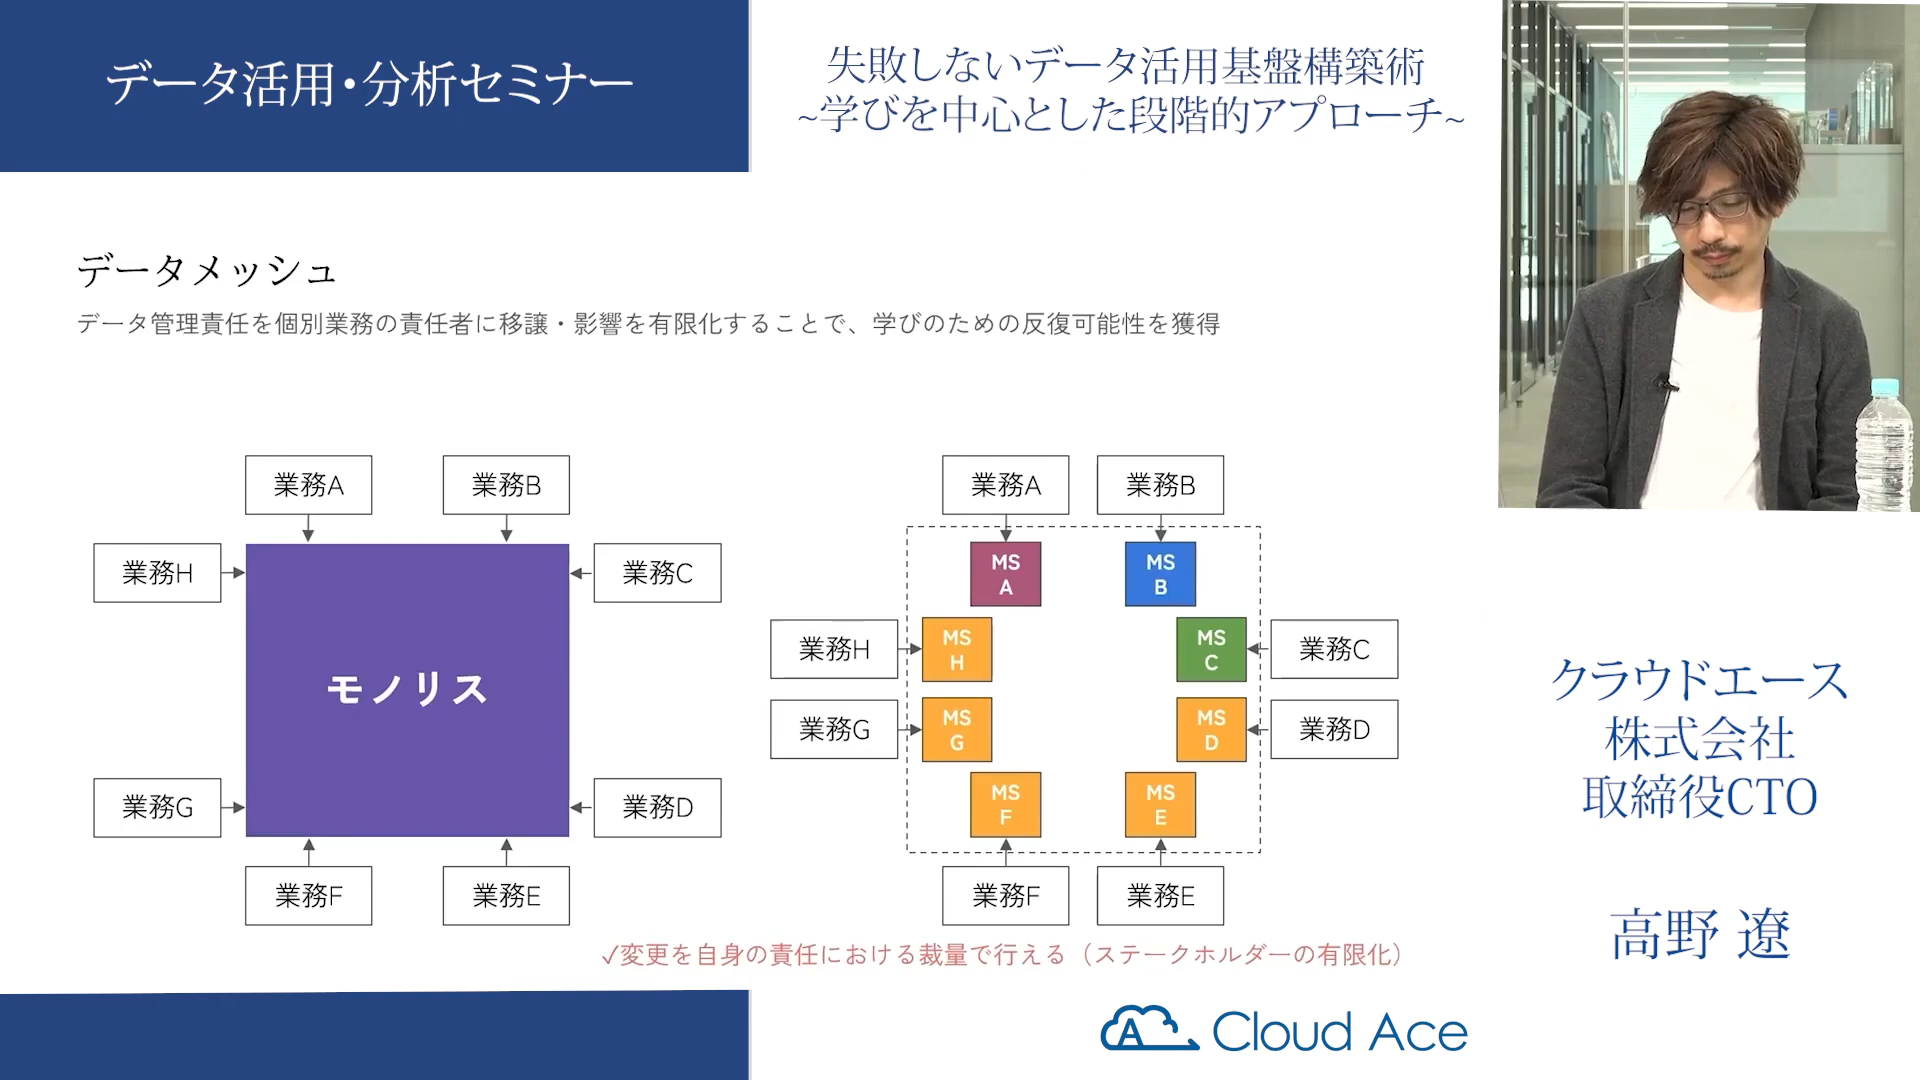 データ活用・分析セミナー
失敗しないデータ活用基盤構築術
~学びを中心とした段階的アプローチ~
データメッシュ
データ管理責任を個別業務の責任者に移譲・影響を有限化することで、学びのための反復可能性を獲得
業務A
業務B
業務H
業務C
モノリス
業務G
業務D
業務F
業務E
業務A
業務B
MS
A
MS
B
業務H
MS
H
MS
C
業務C
業務G
MS
G
MS
D
業務D
MS
F
MS
E
業務F
業務E
✓変更を自身の責任における裁量で行える（ステークホルダーの有限化）
クラウドエース
株式会社
取締役CTO
高野 遼
A
Cloud Ace